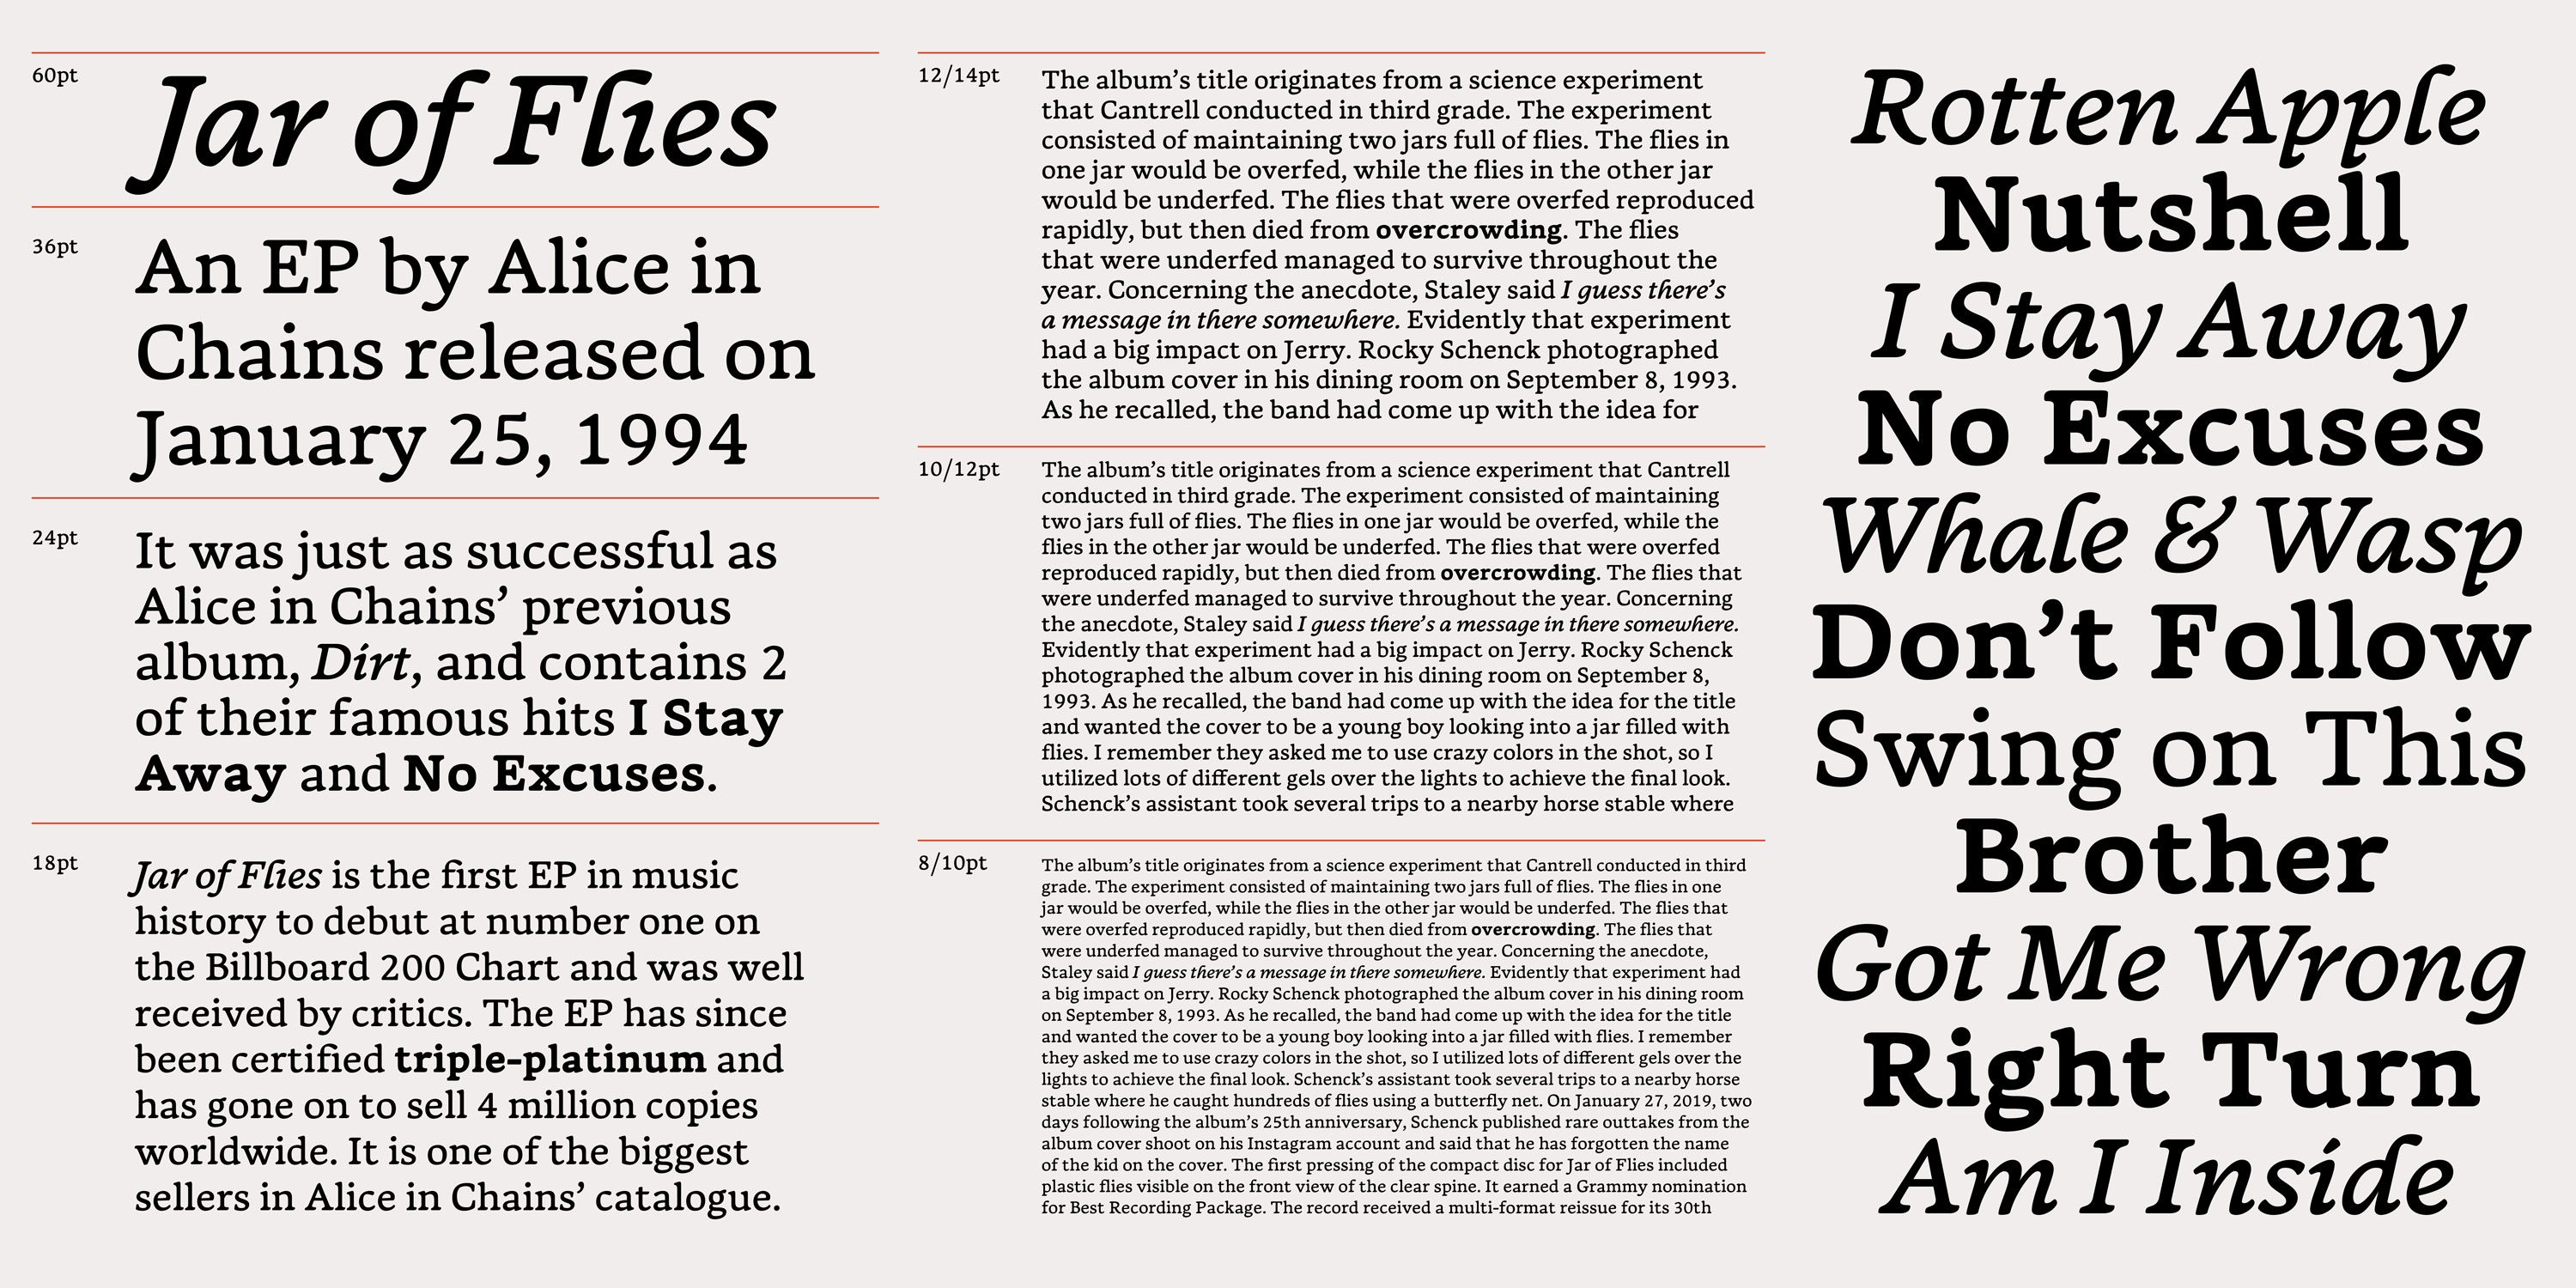 60pt
Jar of Flies
36pt
An EP by Alice in
Chains released on
January 25, 1994
24pt
It was just as successful as
Alice in Chains’ previous
album, Dirt, and contains 2
of their famous hits I Stay
Away and No Excuses.
18pt
Jar of Flies is the first EP in music
history to debut at number one on
the Billboard 200 Chart and was well
received by critics. The EP has since
been certified triple-platinum and
has gone on to sell 4 million copies
worldwide. It is one of the biggest
sellers in Alice in Chains’ catalogue.
12/14pt
The album’s title originates from a science experiment
that Cantrell conducted in third grade. The experiment
consisted of maintaining two jars full of flies. The flies in
one jar would be overfed, while the flies in the other jar
would be underfed. The flies that were overfed reproduced
rapidly, but then died from overcrowding. The flies
that were underfed managed to survive throughout the
year. Concerning the anecdote, Staley said I guess there’s
a message in there somewhere. Evidently that experiment
had a big impact on Jerry. Rocky Schenck photographed
the album cover in his dining room on September 8, 1993.
As he recalled, the band had come up with the idea for
10/12pt
The album’s title originates from a science experiment that Cantrell
conducted in third grade. The experiment consisted of maintaining
two jars full of flies. The flies in one jar would be overfed, while the
flies in the other jar would be underfed. The flies that were overfed
reproduced rapidly, but then died from overcrowding. The flies that
were underfed managed to survive throughout the year. Concerning
the anecdote, Staley said I guess there’s a message in there somewhere.
Evidently that experiment had a big impact on Jerry. Rocky Schenck
photographed the album cover in his dining room on September 8,
1993. As he recalled, the band had come up with the idea for the title
and wanted the cover to be a young boy looking into a jar filled with
flies. I remember they asked me to use crazy colors in the shot, so I
utilized lots of different gels over the lights to achieve the final look.
Schenck’s assistant took several trips to a nearby horse stable where
8/10pt
The album’s title originates from a science experiment that Cantrell conducted in third
grade. The experiment consisted of maintaining two jars full of flies. The flies in one
jar would be overfed, while the flies in the other jar would be underfed. The flies that
were overfed reproduced rapidly, but then died from overcrowding. The flies that
were underfed managed to survive throughout the year. Concerning the anecdote,
Staley said I guess there’s a message in there somewhere. Evidently that experiment had
a big impact on Jerry. Rocky Schenck photographed the album cover in his dining room
on September 8, 1993. As he recalled, the band had come up with the idea for the title
and wanted the cover to be a young boy looking into a jar filled with flies. I remember
they asked me to use crazy colors in the shot, so I utilized lots of different gels over the
lights to achieve the final look. Schenck’s assistant took several trips to a nearby horse
stable where he caught hundreds of flies using a butterfly net. On January 27, 2019, two
days following the album’s 25th anniversary, Schenck published rare outtakes from the
album cover shoot on his Instagram account and said that he has forgotten the name
of the kid on the cover. The first pressing of the compact disc for Jar of Flies included
plastic flies visible on the front view of the clear spine. It earned a Grammy nomination
for Best Recording Package. The record received a multi-format reissue for its 30th
Rotten Apple
Nutshell
I Stay Away
No Excuses
Whale & Wasp
Don’t Follow
Swing on This
Brother
Got Me Wrong
Right Turn
Am I Inside